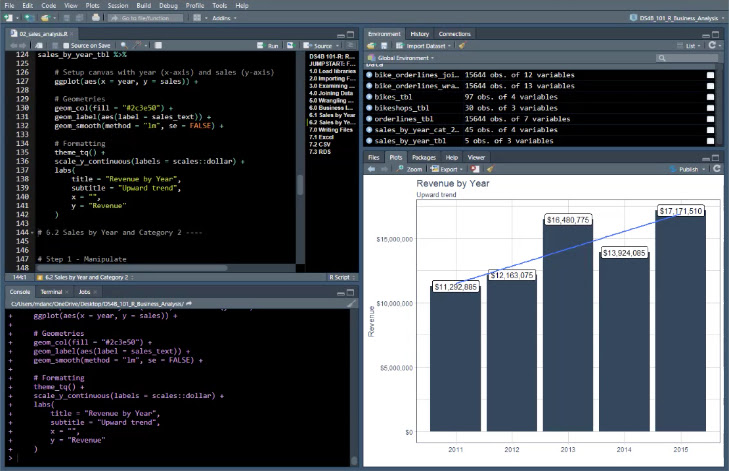 File Edit Code View Plots Session Build Debug Profile Tools Help
Go to file/function
Addins
DS4B_101_R_Business_Analysis
02_sales_analysis.R
Source on Save
Run
Source
124 sales_by_year_tbl %>%
125
126 # Setup canvas with year (x-axis) and sales (y-axis)
127 ggplot(aes(x = year, y = sales)) +
128
129 # Geometries
130 geom_col(fill = "#2c3e50") +
131 geom_label(aes(label = sales_text)) +
132 geom_smooth(method = "lm", se = FALSE) +
133
134 # Formatting
135 theme_tq() +
136 scale_y_continuous(labels = scales::dollar) +
137 labs(
138 title = "Revenue by Year",
139 subtitle = "Upward trend",
140 x = "",
141 y = "Revenue"
142 )
143
144 # 6.2 Sales by Year and Category 2 ----
145
146
147 # Step 1 - Manipulate
148
DS4B 101-R: R...
JUMPSTART: F...
1.0 Load libraries
2.0 Importing F...
3.0 Examining ...
4.0 Joining Data
5.0 Wrangling ...
6.0 Business I...
6.1 Sales by Year
6.2 Sales by Ye...
7.0 Writing Files
7.1 Excel
7.2 CSV
7.3 RDS
144:1
6.2 Sales by Year and Category 2
R Script
Console Terminal Jobs
C:/Users/mdanc/OneDrive/Desktop/DS4B_101_R_Business_Analysis/
+ ggplot(aes(x = year, y = sales)) +
+
+ # Geometries
+ geom_col(fill = "#2c3e50") +
+ geom_label(aes(label = sales_text)) +
+ geom_smooth(method = "lm", se = FALSE) +
+
+ # Formatting
+ theme_tq() +
+ scale_y_continuous(labels = scales::dollar) +
+ labs(
+ title = "Revenue by Year",
+ subtitle = "Upward trend",
+ x = "",
+ y = "Revenue"
+ )
>
Environment History Connections
Import Dataset
List
Global Environment
Data
bike_orderlines_joi... 15644 obs. of 12 variables
bike_orderlines_wra... 15644 obs. of 13 variables
bikes_tbl 97 obs. of 4 variables
bikeshops_tbl 30 obs. of 3 variables
orderlines_tbl 15644 obs. of 7 variables
sales_by_year_cat_2... 45 obs. of 4 variables
sales_by_year_tbl 5 obs. of 3 variables
Files Plots Packages Help Viewer
Zoom Export Publish
Revenue by Year
Upward trend
$17,171,510
$16,480,775
$13,924,085
$12,163,075
$11,292,885
$15,000,000
$10,000,000
$5,000,000
$0
Revenue
2011 2012 2013 2014 2015